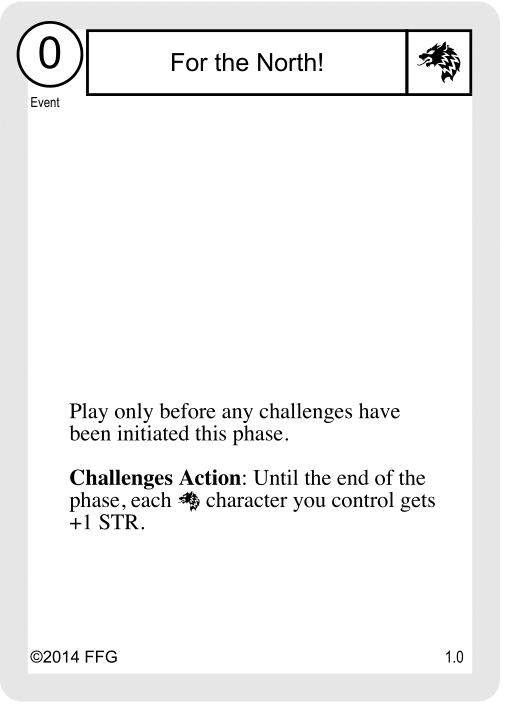 0
For the North!
Event
Play only before any challenges have
been initiated this phase.
Challenges Action: Until the end of the
phase, each character you control gets
+1 STR.
©2014 FFG
1.0